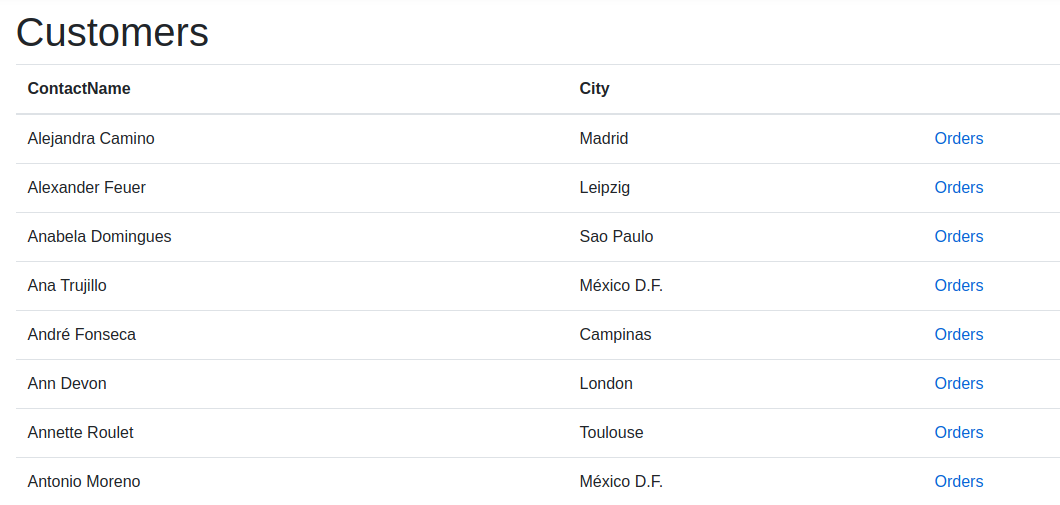 Customers
ContactName City
Alejandra Camino Madrid Orders
Alexander Feuer Leipzig Orders
Anabela Domingues Sao Paulo Orders
Ana Trujillo México D.F. Orders
André Fonseca Campinas Orders
Ann Devon London Orders
Annette Roulet Toulouse Orders
Antonio Moreno México D.F. Orders